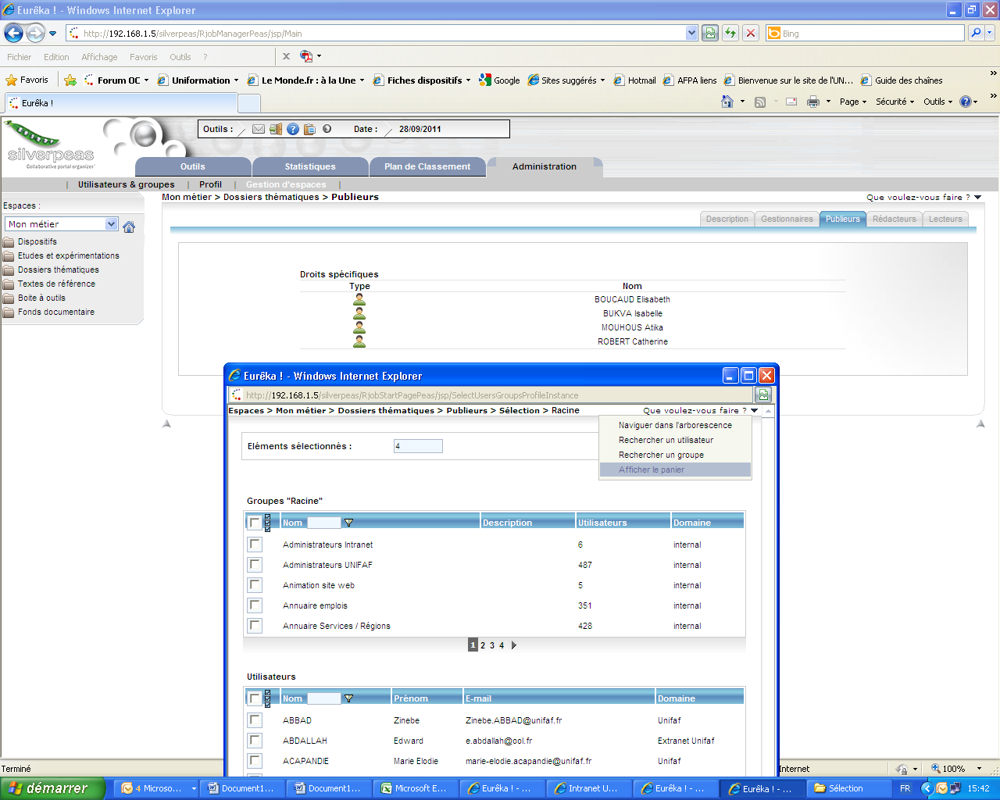 Eurêka ! - Windows Internet Explorer
http://192.168.1.5/silverpeas/RjobManagerPeas/jsp/Main
Bing
Fichier Edition Affichage Favoris Outils ?
Favoris Forum OC Uniformation Le Monde.fr : à la Une Fiches dispositifs Google Sites suggérés Hotmail AFPA liens Bienvenue sur le site de l'UN... Guide des chaînes
Eurêka !
Page Sécurité Outils
silverpeas
Collaborative portal organizer
Outils : Date : 28/09/2011
Outils Statistiques Plan de Classement Administration
Utilisateurs & groupes | Profil | Gestion d'espaces |
Espaces :
Mon métier
Dispositifs
Etudes et expérimentations
Dossiers thématiques
Textes de référence
Boite à outils
Fonds documentaire
Mon métier > Dossiers thématiques > Publieurs
Que voulez-vous faire ?
Description Gestionnaires Publieurs Rédacteurs Lecteurs
Droits spécifiques
Type Nom
BOUCAUD Elisabeth
BUKVA Isabelle
MOUHOUS Atika
ROBERT Catherine
Eurêka ! - Windows Internet Explorer
http://192.168.1.5/silverpeas/RjobStartPagePeas/jsp/SelectUsersGroupsProfileInstance
Espaces > Mon métier > Dossiers thématiques > Publieurs > Sélection > Racine
Que voulez-vous faire ?
Naviguer dans l'arborescence
Rechercher un utilisateur
Rechercher un groupe
Afficher le panier
Eléments sélectionnés : 4
Groupes "Racine"
Nom Description Utilisateurs Domaine
Administrateurs Intranet 6 internal
Administrateurs UNIFAF 487 internal
Animation site web 5 internal
Annuaire emplois 351 internal
Annuaire Services / Régions 428 internal
1 2 3 4
Utilisateurs
Nom Prénom E-mail Domaine
ABBAD Zinebe Zinebe.ABBAD@unifaf.fr Unifaf
ABDALLAH Edward e.abdallah@ool.fr Extranet Unifaf
ACAPANDIE Marie Elodie marie-elodie.acapandie@unifaf.fr Unifaf
Terminé
Internet
100%
démarrer 4 Microso... Document1... Document1... Microsoft E... Eurêka ! - ... Intranet U... Eurêka ! - ... Eurêka ! - ... Sélection FR 15:42